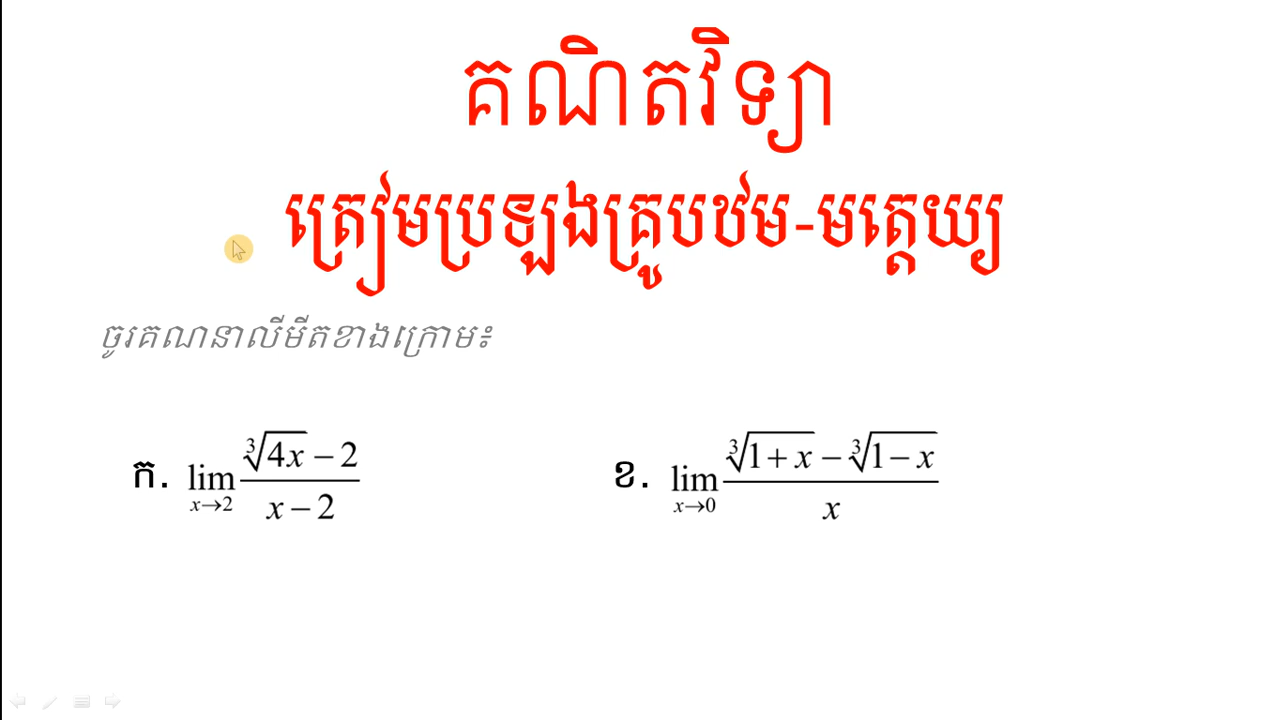 គណិតវិទ្យា
ត្រៀមប្រឡងគ្រូបឋម-មត្តេយ្យ
ចូរគណនាលីមីតខាងក្រោម៖
ក. lim x→2 (∛(4x) − 2)/(x − 2) ខ. lim x→0 (∛(1+x) − ∛(1−x))/x